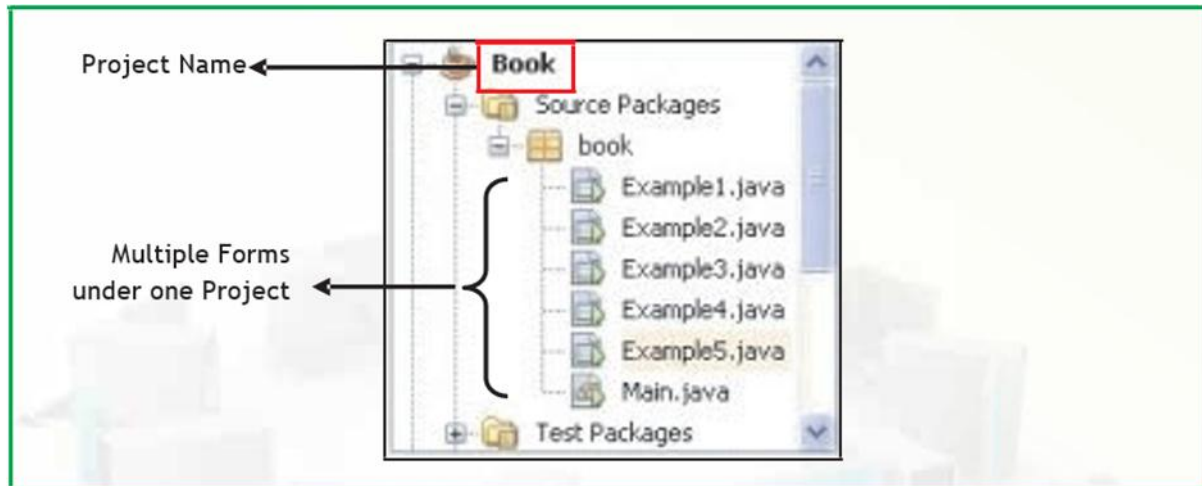 Project Name
Book
Source Packages
book
Example1.java
Example2.java
Example3.java
Example4.java
Example5.java
Main.java
Multiple Forms
under one Project
Test Packages